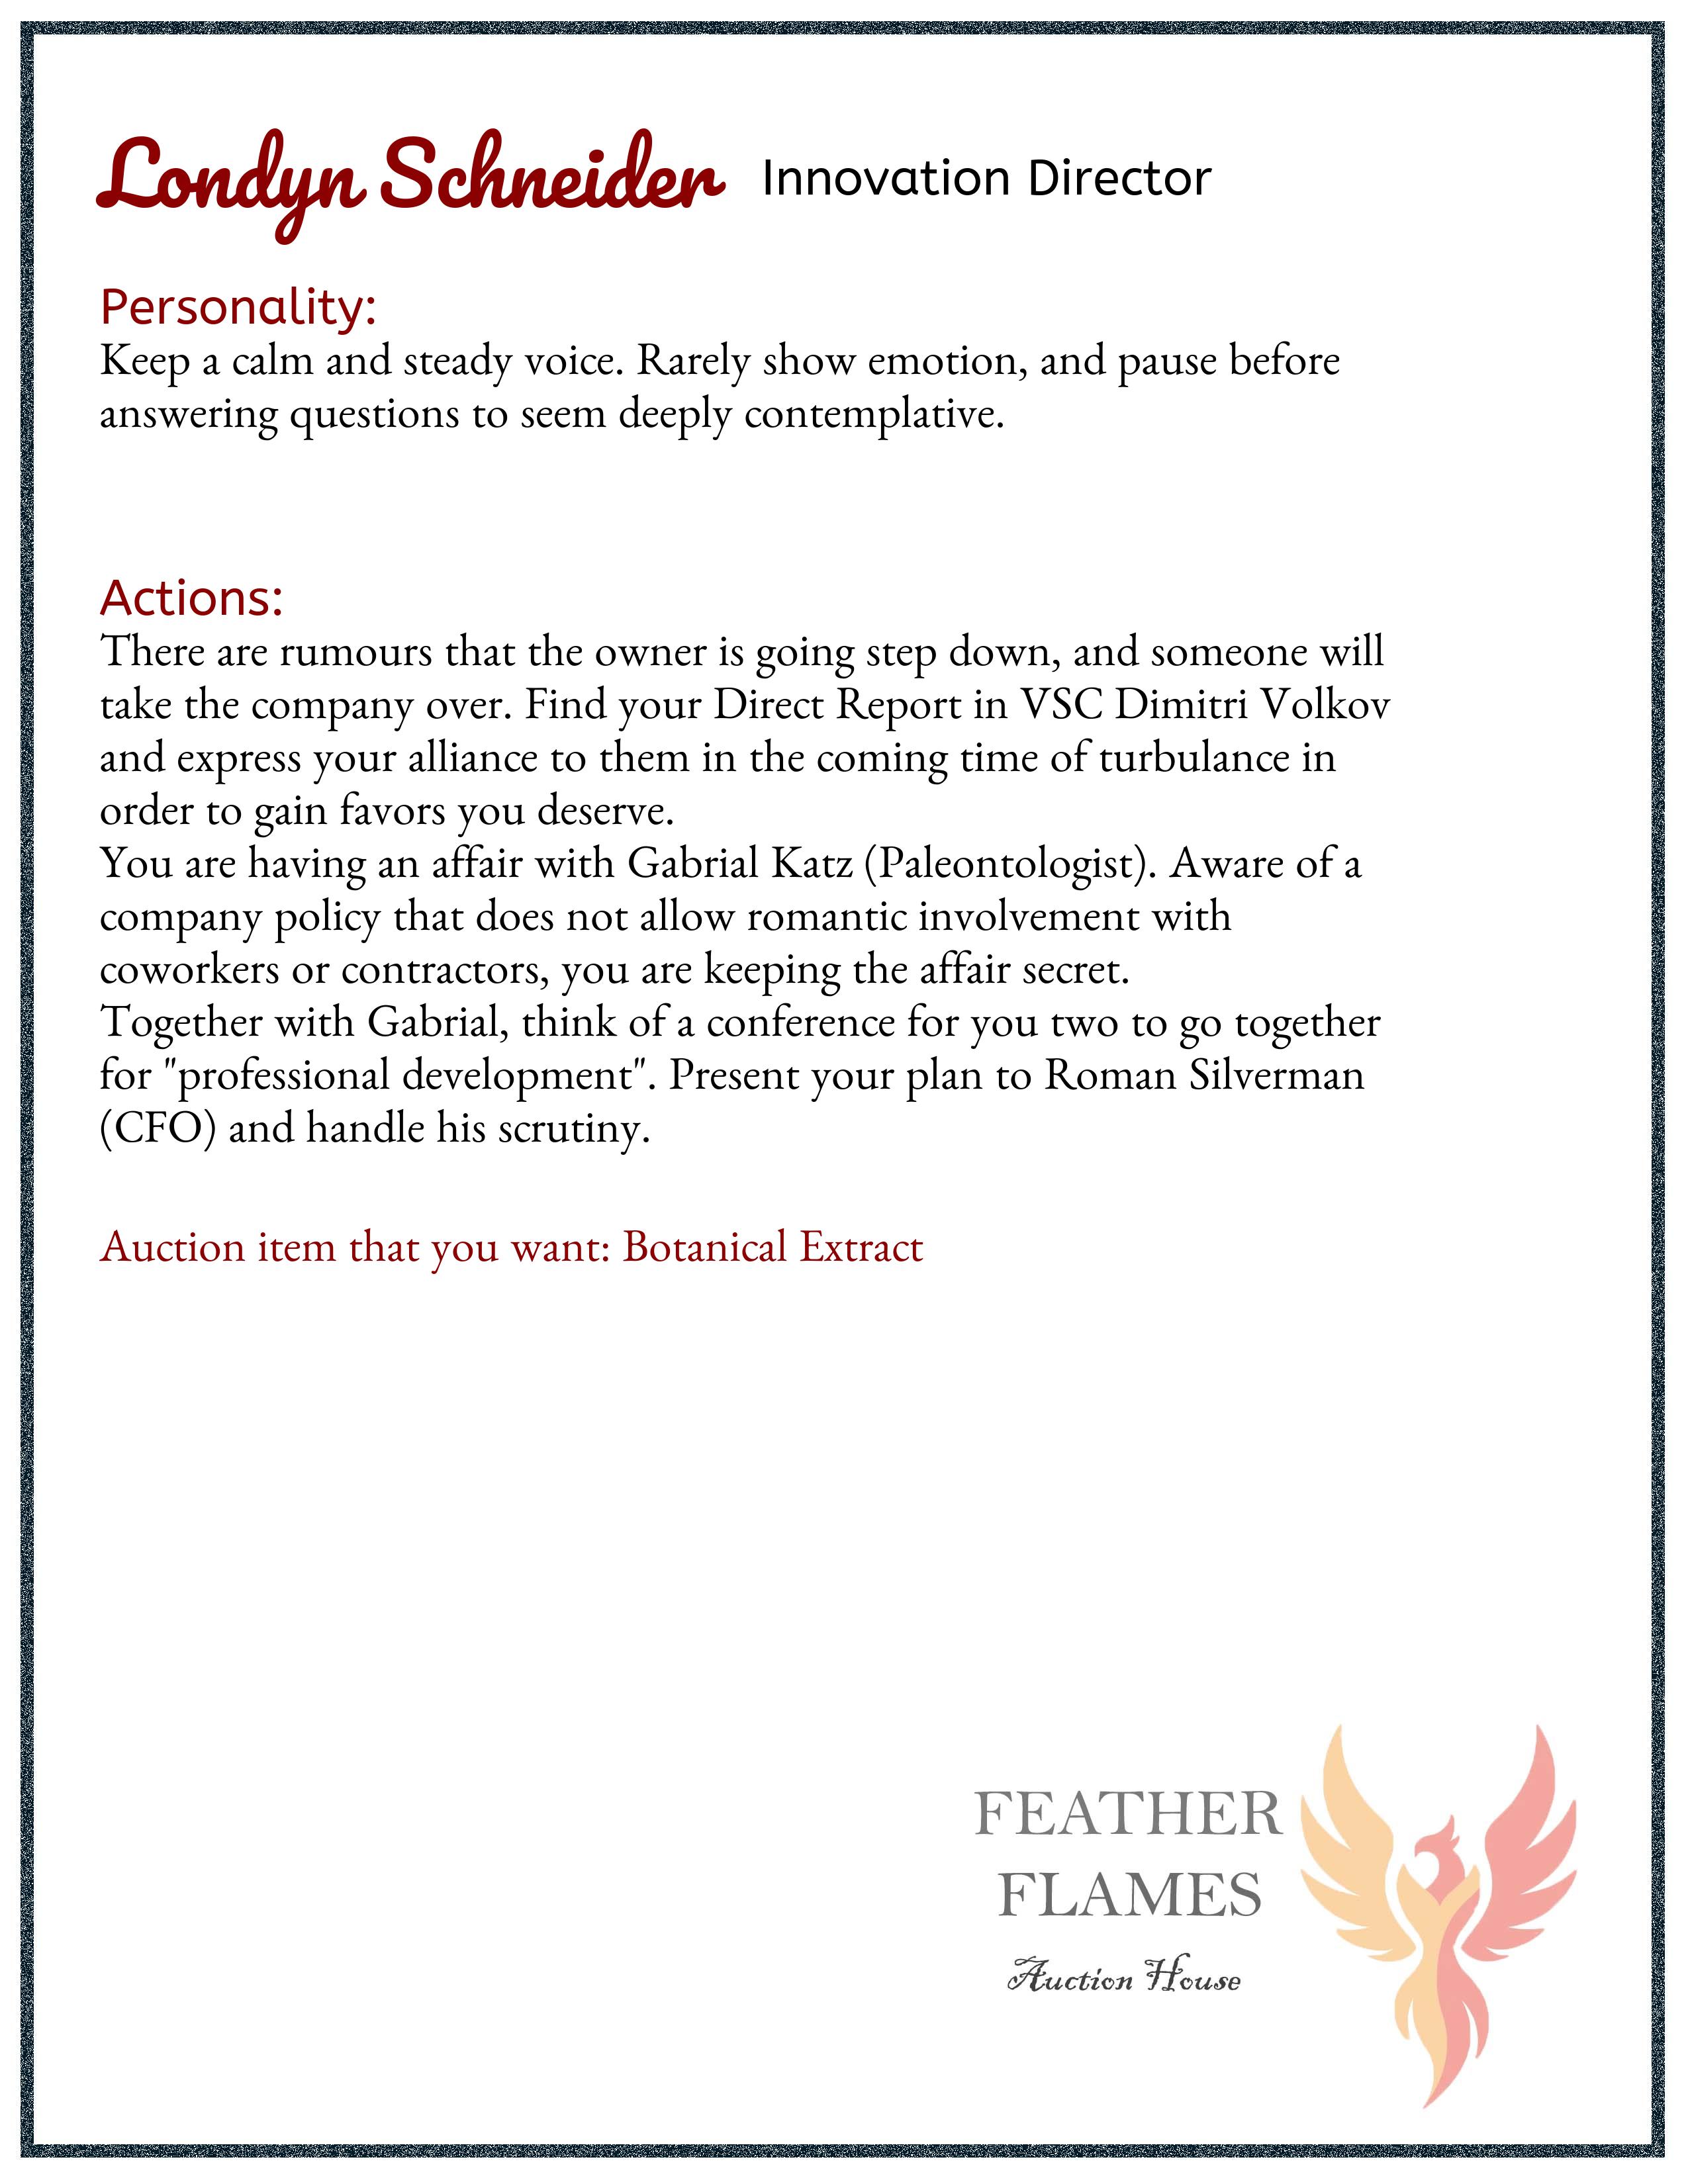 Londyn Schneider Innovation Director
Personality:
Keep a calm and steady voice. Rarely show emotion, and pause before
answering questions to seem deeply contemplative.
Actions:
There are rumours that the owner is going step down, and someone will
take the company over. Find your Direct Report in VSC Dimitri Volkov
and express your alliance to them in the coming time of turbulance in
order to gain favors you deserve.
You are having an affair with Gabrial Katz (Paleontologist). Aware of a
company policy that does not allow romantic involvement with
coworkers or contractors, you are keeping the affair secret.
Together with Gabrial, think of a conference for you two to go together
for "professional development". Present your plan to Roman Silverman
(CFO) and handle his scrutiny.
Auction item that you want: Botanical Extract
FEATHER
FLAMES
Auction House